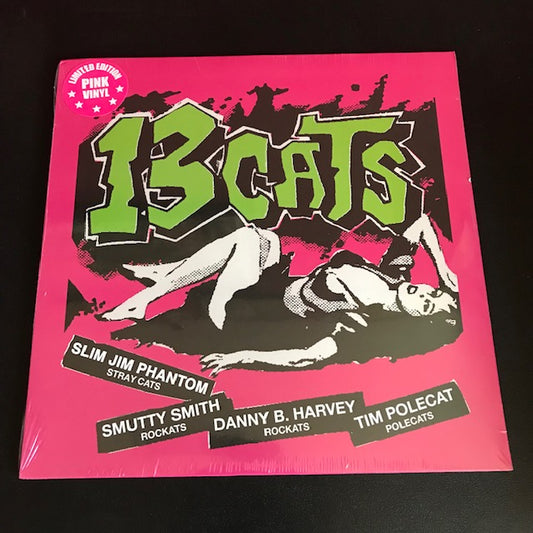 LIMITED EDITION
PINK
VINYL
13 CATS
SLIM JIM PHANTOM
STRAY CATS
SMUTTY SMITH
ROCKATS
DANNY B. HARVEY
ROCKATS
TIM POLECAT
POLECATS